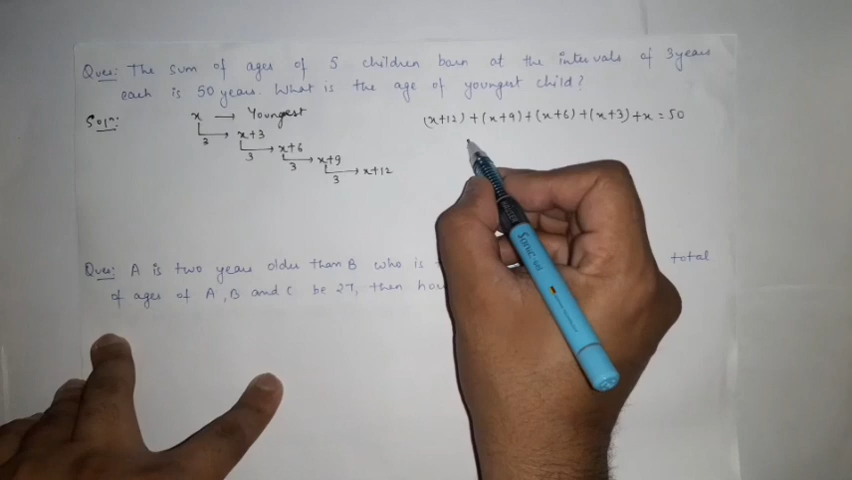 Ques: The sum of ages of 5 children born at the intervals of 3 years
each is 50 years. What is the age of youngest child?
Soln:
x → Youngest
3 x+3
3 x+6
3 x+9
3 x+12
(x+12) + (x+9) + (x+6) + (x+3) + x = 50
Ques: A is two years older than B who is total
of ages of A, B and C be 27, then
Sonic